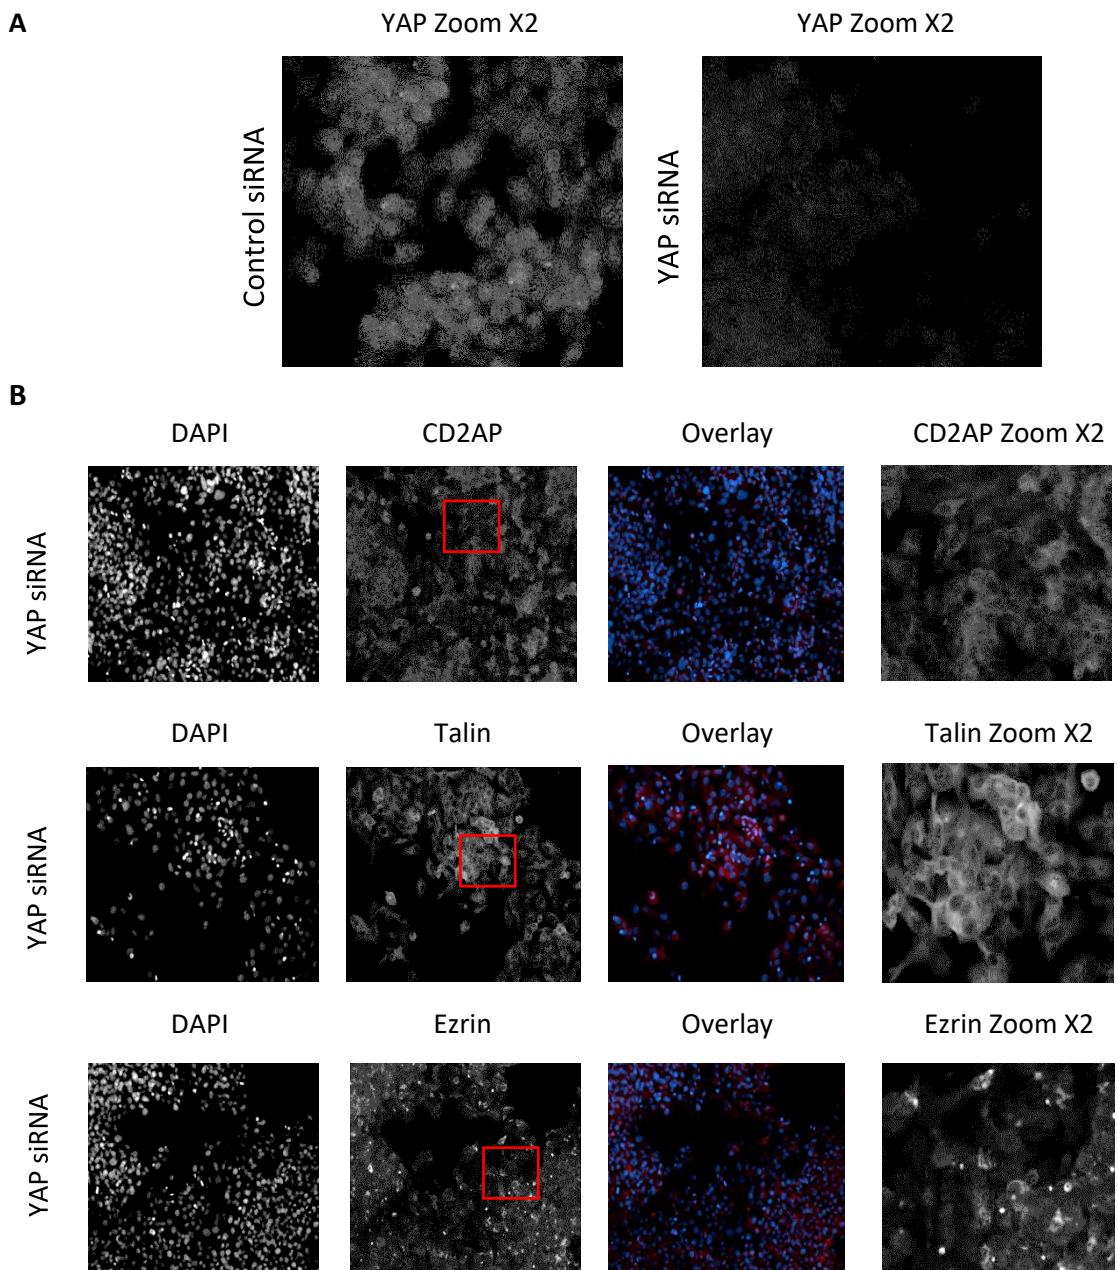 A
YAP Zoom X2
YAP Zoom X2
Control siRNA
YAP siRNA
B
DAPI
CD2AP
Overlay
CD2AP Zoom X2
YAP siRNA
DAPI
Talin
Overlay
Talin Zoom X2
YAP siRNA
DAPI
Ezrin
Overlay
Ezrin Zoom X2
YAP siRNA